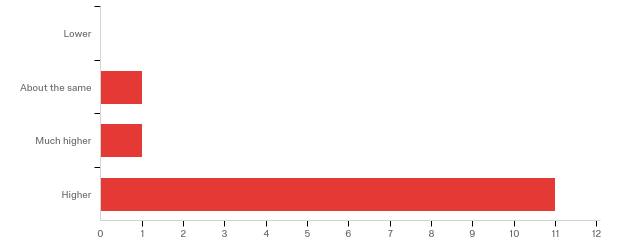 Lower
About the same
Much higher
Higher
0 1 2 3 4 5 6 7 8 9 10 11 12